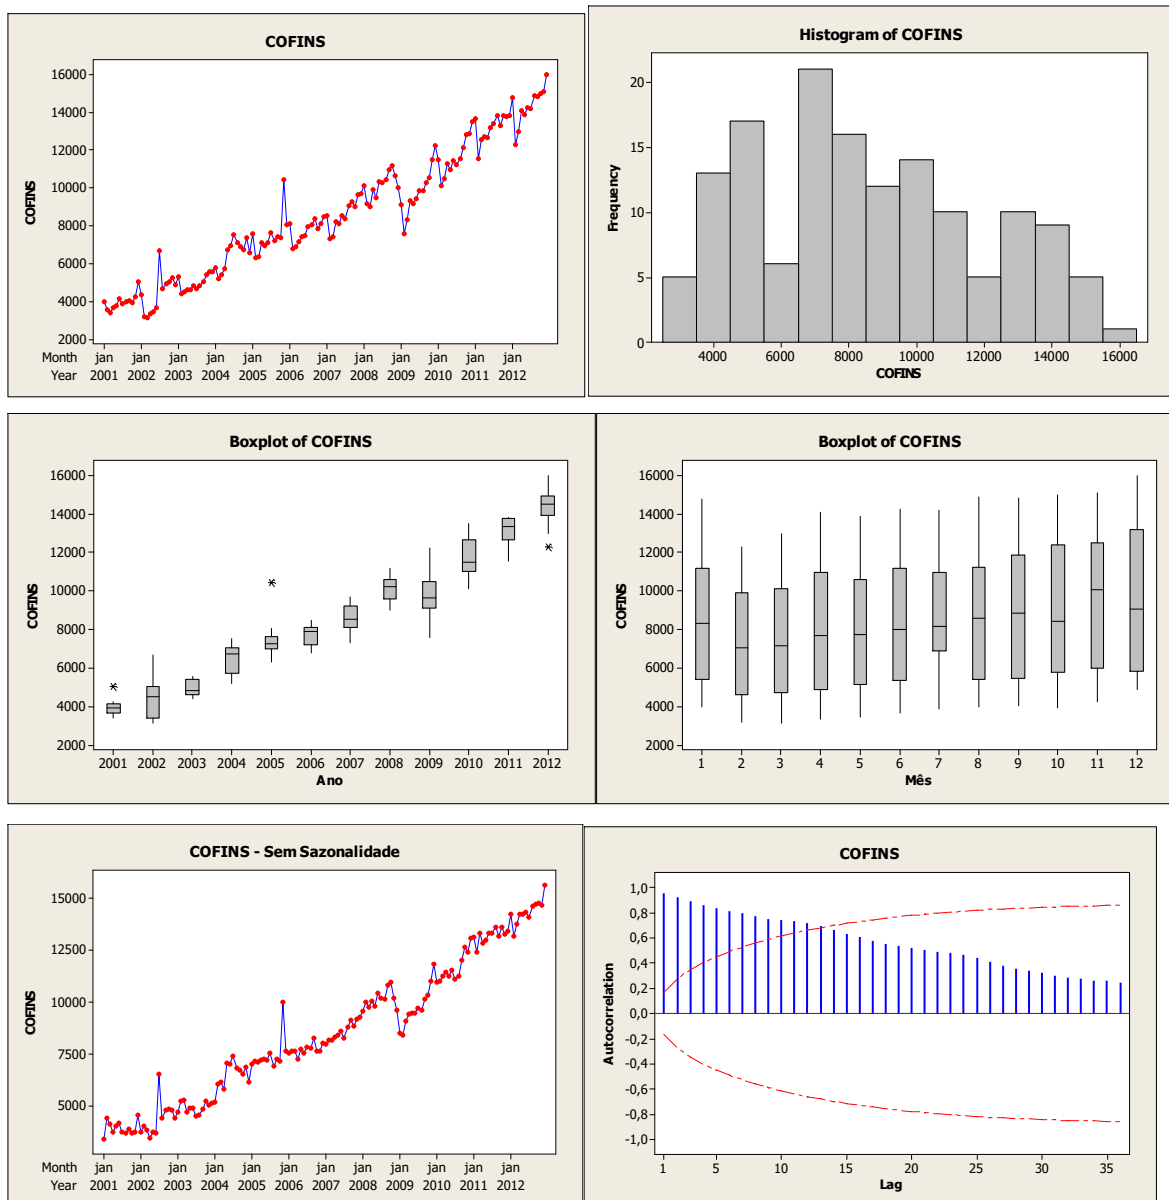 COFINS
COFINS
16000
14000
12000
10000
8000
6000
4000
2000
Month jan jan jan jan jan jan jan jan jan jan jan jan
Year 2001 2002 2003 2004 2005 2006 2007 2008 2009 2010 2011 2012
Histogram of COFINS
Frequency
20
15
10
5
0
4000 6000 8000 10000 12000 14000 16000
COFINS
Boxplot of COFINS
COFINS
16000
14000
12000
10000
8000
6000
4000
2000
2001 2002 2003 2004 2005 2006 2007 2008 2009 2010 2011 2012
Ano
Boxplot of COFINS
COFINS
16000
14000
12000
10000
8000
6000
4000
2000
1 2 3 4 5 6 7 8 9 10 11 12
Mês
COFINS - Sem Sazonalidade
COFINS
15000
12500
10000
7500
5000
Month jan jan jan jan jan jan jan jan jan jan jan jan
Year 2001 2002 2003 2004 2005 2006 2007 2008 2009 2010 2011 2012
COFINS
Autocorrelation
1,0
0,8
0,6
0,4
0,2
0,0
-0,2
-0,4
-0,6
-0,8
-1,0
1 5 10 15 20 25 30 35
Lag